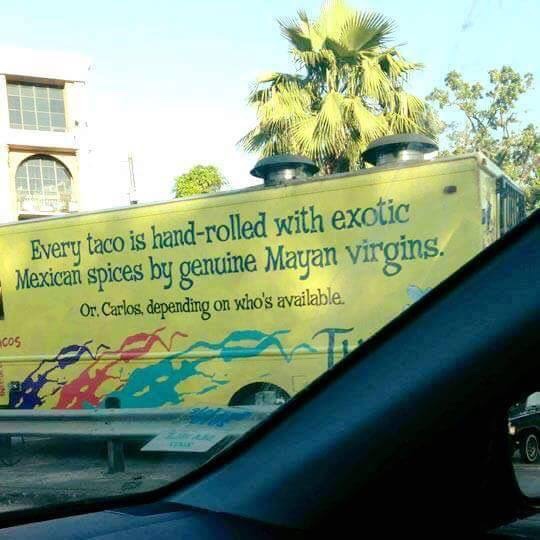 Every taco is hand-rolled with exotic
Mexican spices by genuine Mayan virgins.
Or, Carlos, depending on who's available.